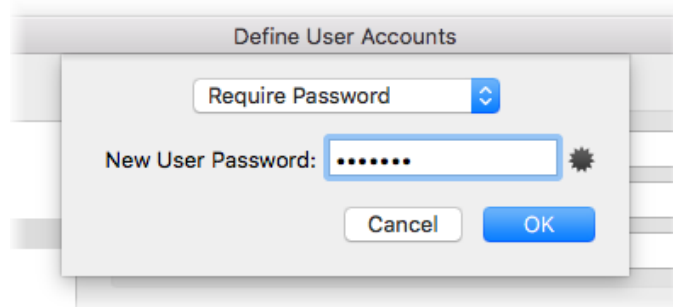 Define User Accounts
Require Password
New User Password: •••••••
Cancel OK